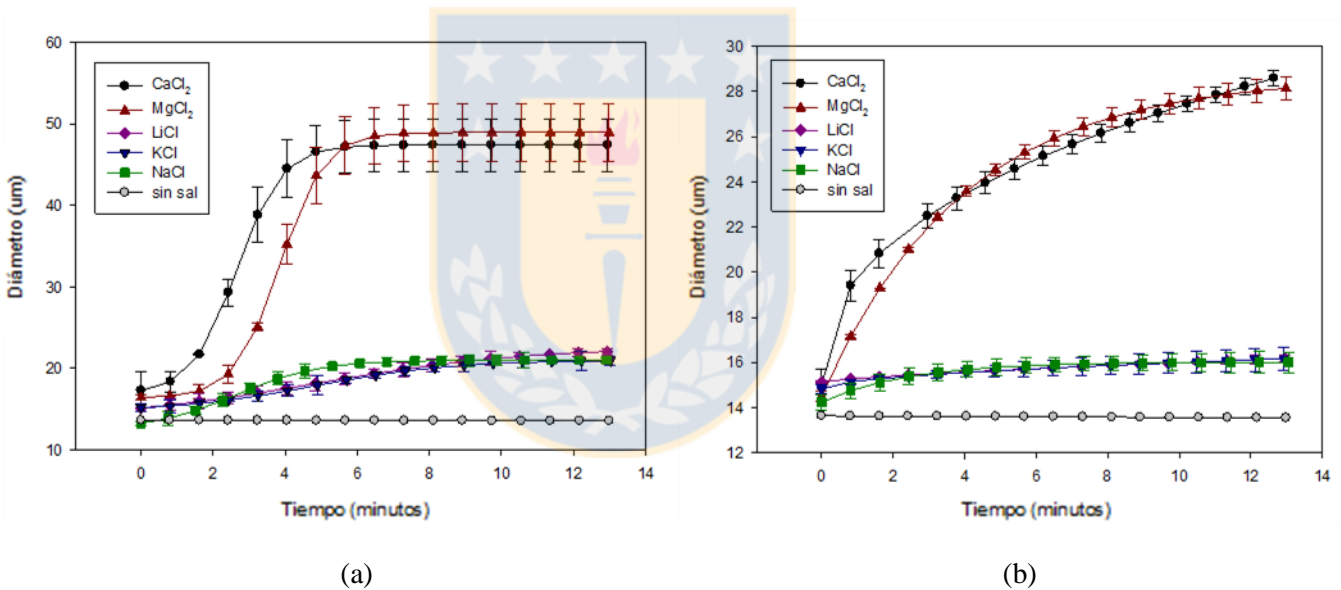 60
50
40
30
20
10
Diámetro (um)
CaCl₂
MgCl₂
LiCl
KCl
NaCl
sin sal
0 2 4 6 8 10 12 14
Tiempo (minutos)
(a)
30
28
26
24
22
20
18
16
14
12
Diámetro (um)
CaCl₂
MgCl₂
LiCl
KCl
NaCl
sin sal
0 2 4 6 8 10 12 14
Tiempo (minutos)
(b)